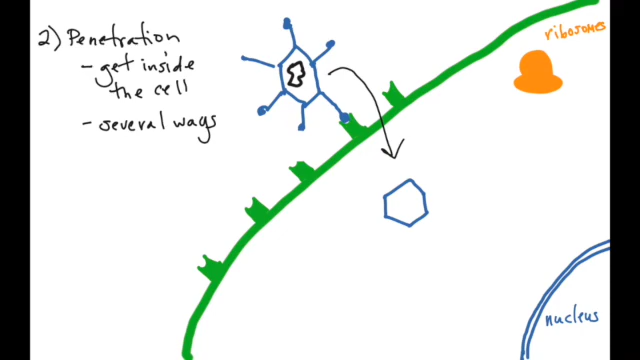 2) Penetration
- get inside
the cell
- several ways
ribosomes
nucleus